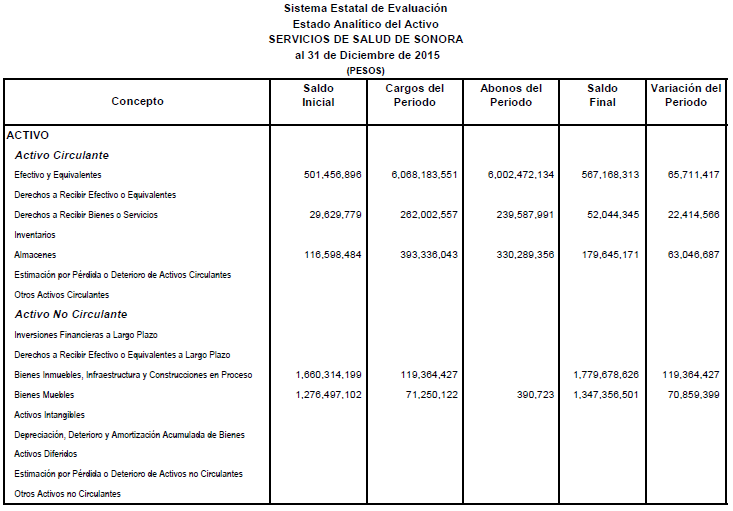 Sistema Estatal de Evaluación
Estado Analítico del Activo
SERVICIOS DE SALUD DE SONORA
al 31 de Diciembre de 2015
(PESOS)
Concepto Saldo Inicial Cargos del Periodo Abonos del Periodo Saldo Final Variación del Periodo
ACTIVO
Activo Circulante
Efectivo y Equivalentes 501,456,896 6,068,183,551 6,002,472,134 567,168,313 65,711,417
Derechos a Recibir Efectivo o Equivalentes
Derechos a Recibir Bienes o Servicios 29,629,779 262,002,557 239,587,991 52,044,345 22,414,566
Inventarios
Almacenes 116,598,484 393,336,043 330,289,356 179,645,171 63,046,687
Estimación por Pérdida o Deterioro de Activos Circulantes
Otros Activos Circulantes
Activo No Circulante
Inversiones Financieras a Largo Plazo
Derechos a Recibir Efectivo o Equivalentes a Largo Plazo
Bienes Inmuebles, Infraestructura y Construcciones en Proceso 1,660,314,199 119,364,427 1,779,678,626 119,364,427
Bienes Muebles 1,276,497,102 71,250,122 390,723 1,347,356,501 70,859,399
Activos Intangibles
Depreciación, Deterioro y Amortización Acumulada de Bienes
Activos Diferidos
Estimación por Pérdida o Deterioro de Activos no Circulantes
Otros Activos no Circulantes